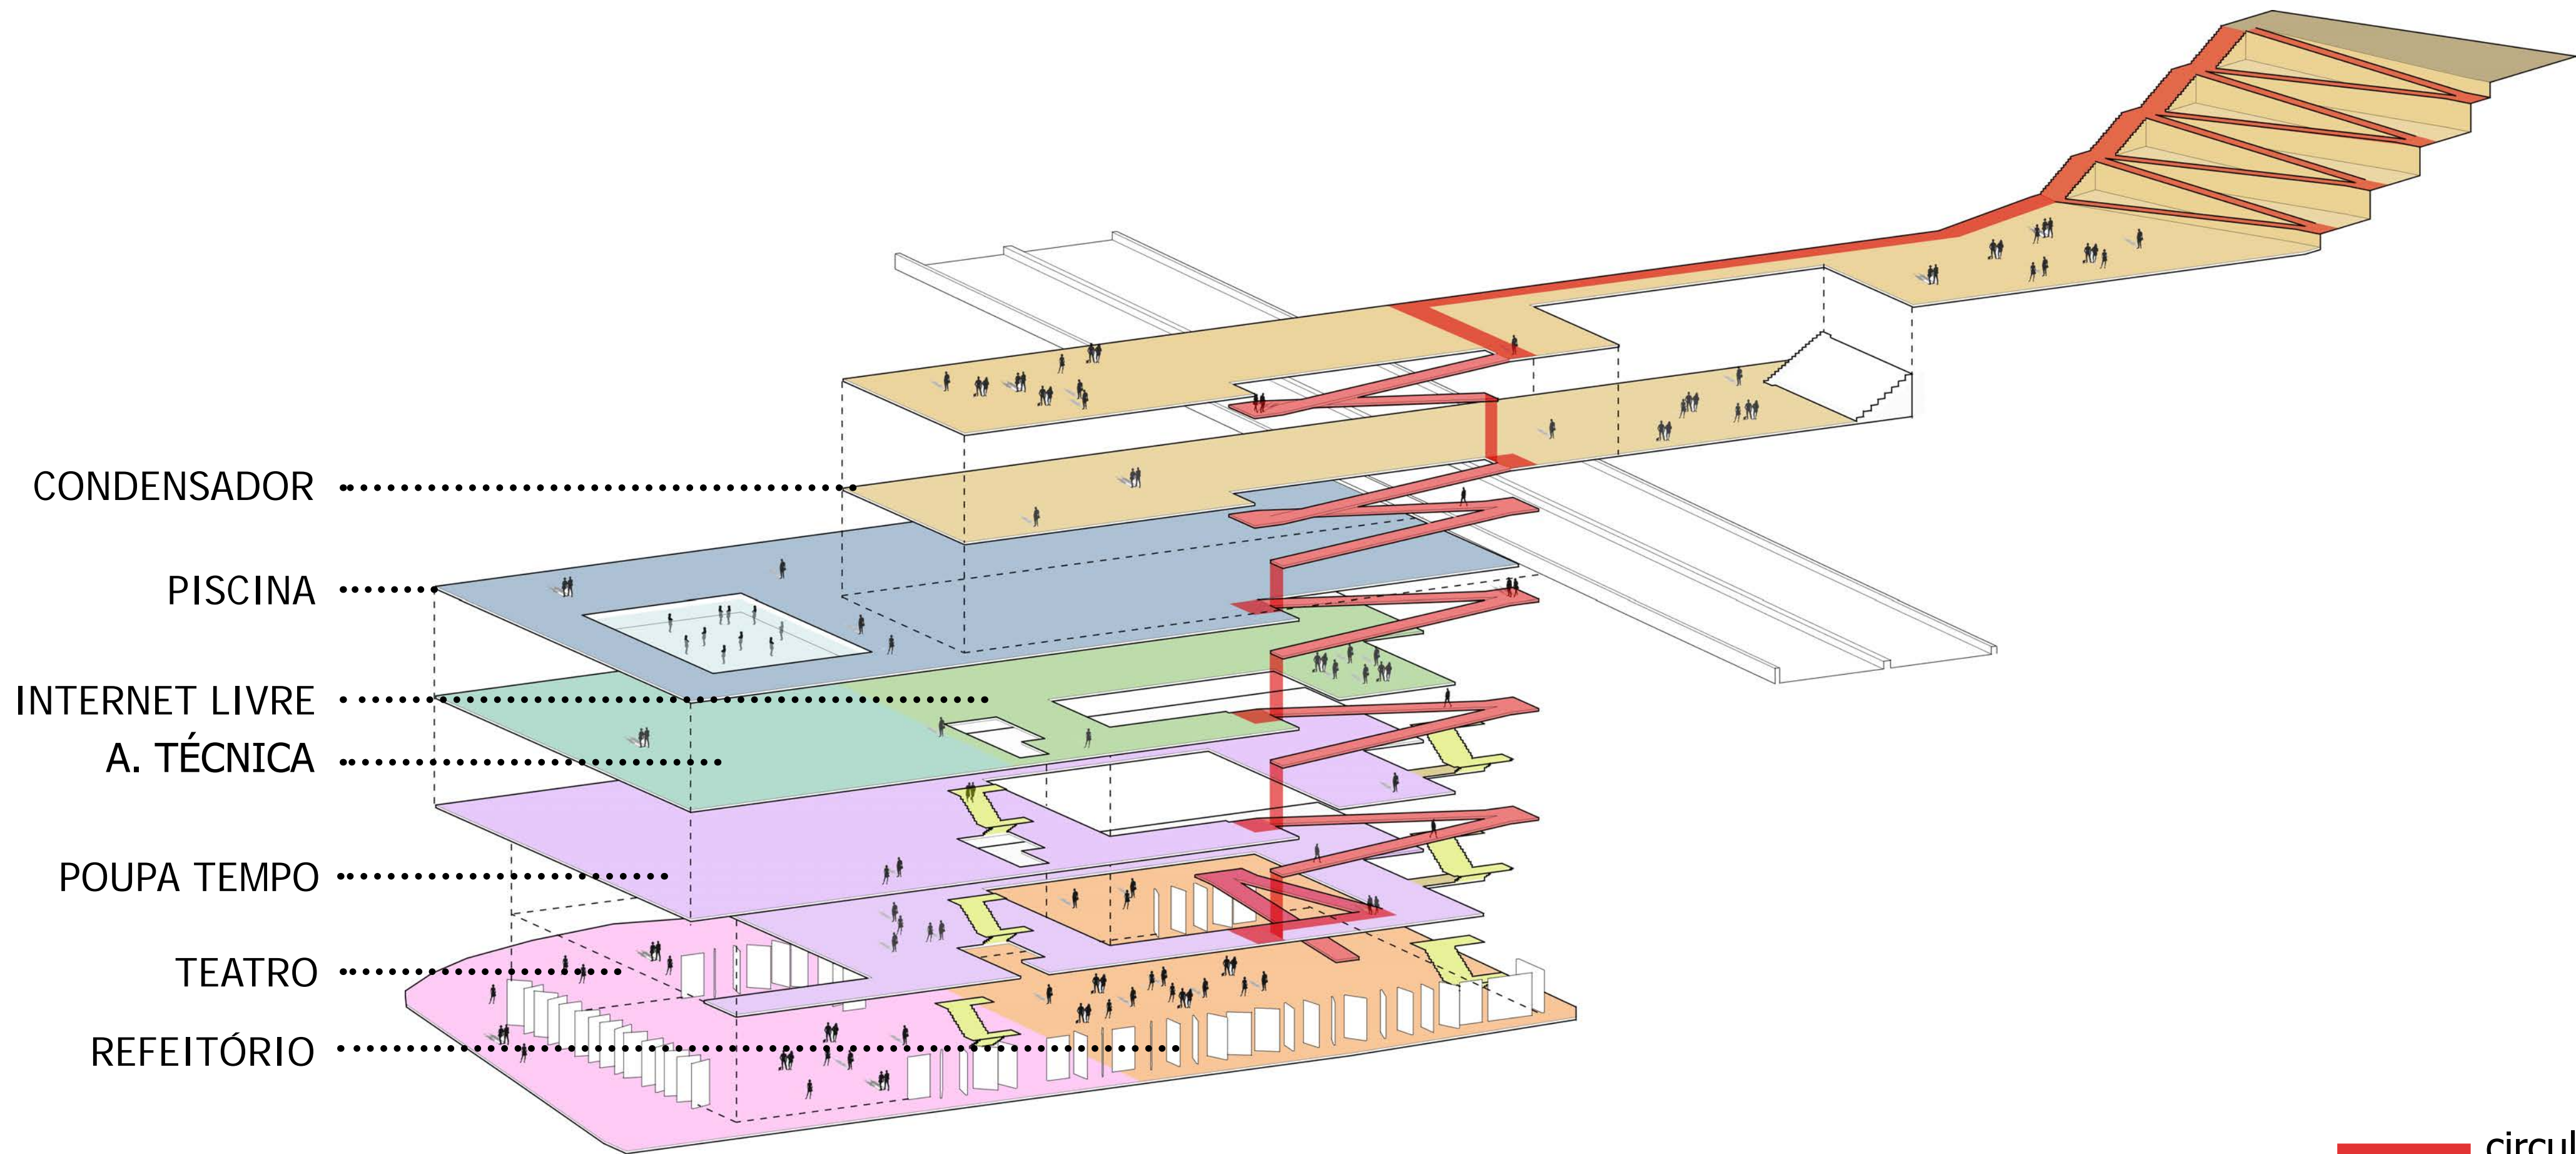 CONDENSADOR
PISCINA
INTERNET LIVRE
A. TÉCNICA
POUPA TEMPO
TEATRO
REFEITÓRIO